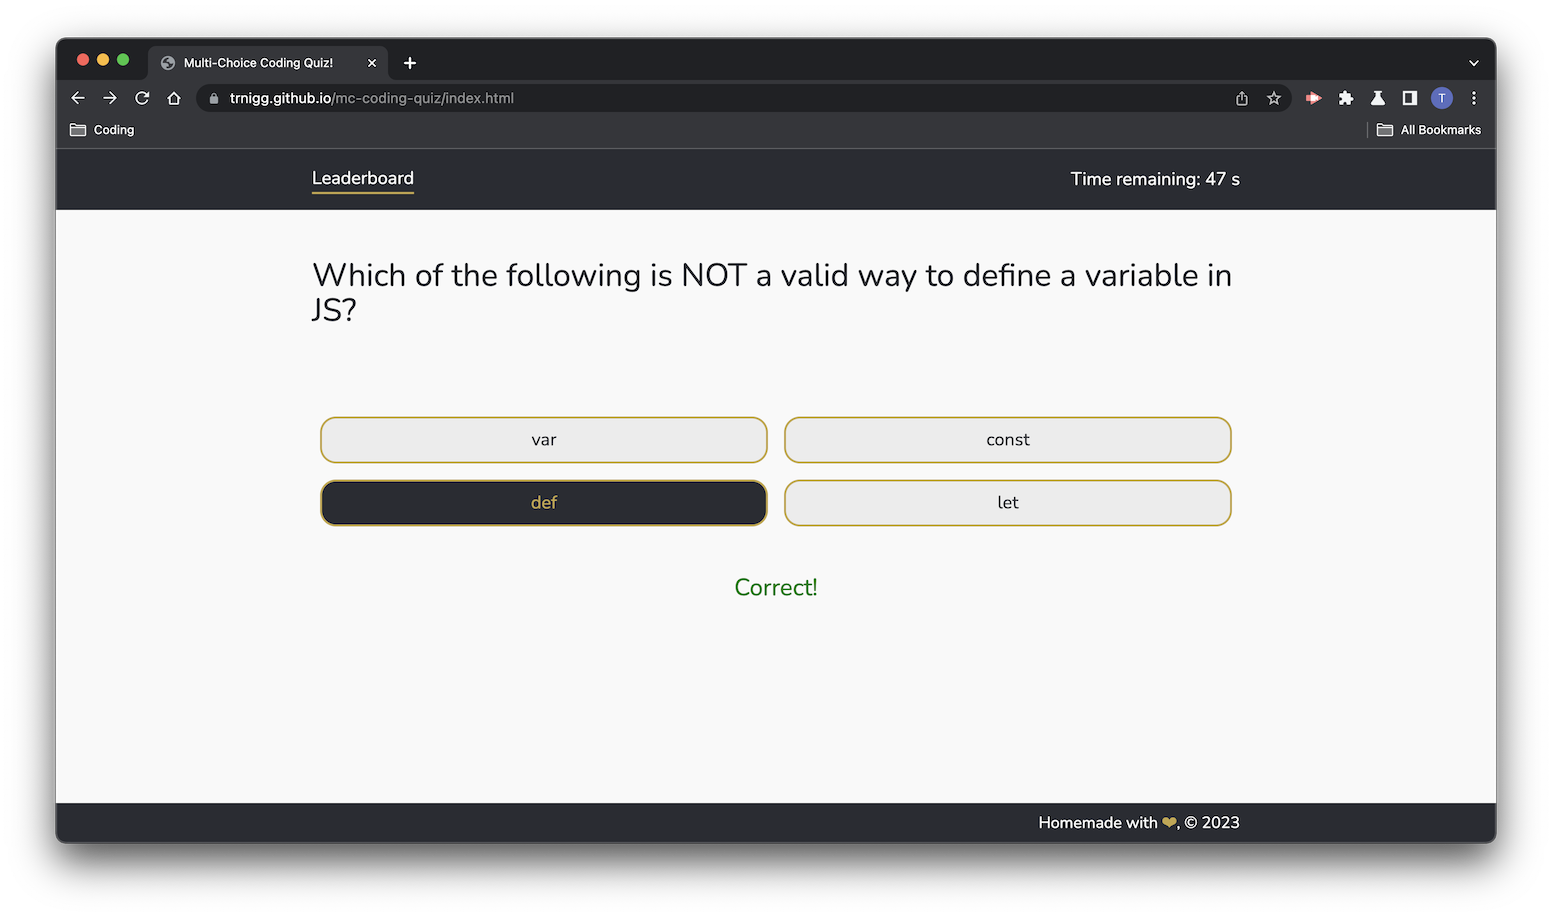 Multi-Choice Coding Quiz!
trnigg.github.io/mc-coding-quiz/index.html
T
Coding
All Bookmarks
Leaderboard
Time remaining: 47 s
Which of the following is NOT a valid way to define a variable in
JS?
var
const
def
let
Correct!
Homemade with ❤, © 2023